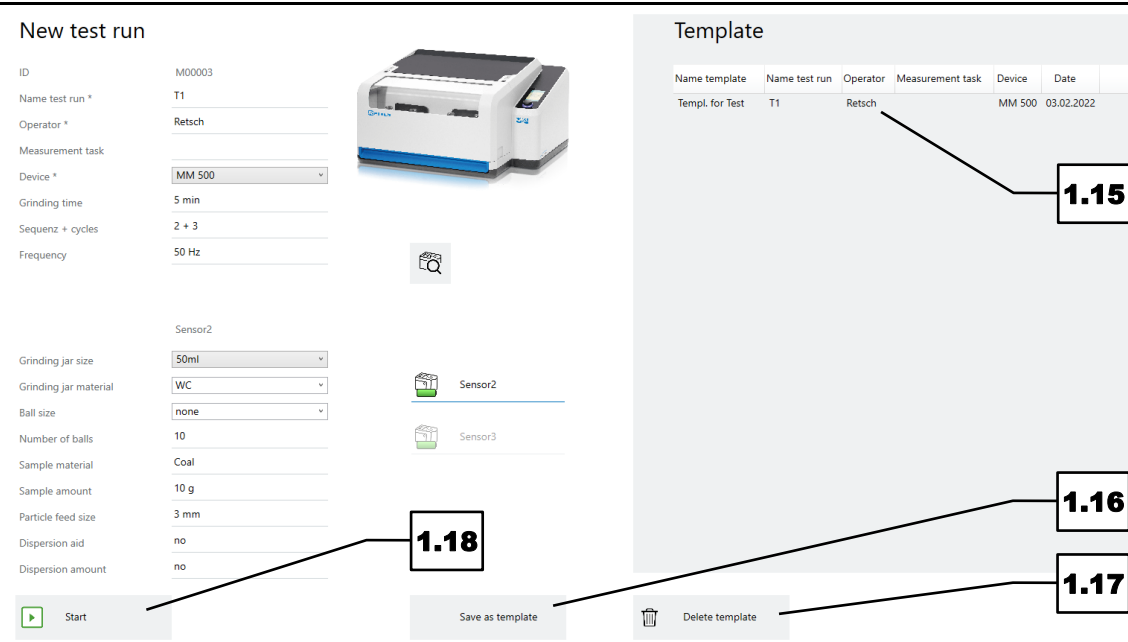 New test run
ID M00003
Name test run * T1
Operator * Retsch
Measurement task
Device * MM 500
Grinding time 5 min
Sequenz + cycles 2 + 3
Frequency 50 Hz
Sensor2
Grinding jar size 50ml
Grinding jar material WC
Ball size none
Number of balls 10
Sample material Coal
Sample amount 10 g
Particle feed size 3 mm
Dispersion aid no
Dispersion amount no
Start
Sensor2
Sensor3
1.18
Save as template
Template
Name template Name test run Operator Measurement task Device Date
Templ. for Test T1 Retsch MM 500 03.02.2022
1.15
1.16
1.17
Delete template